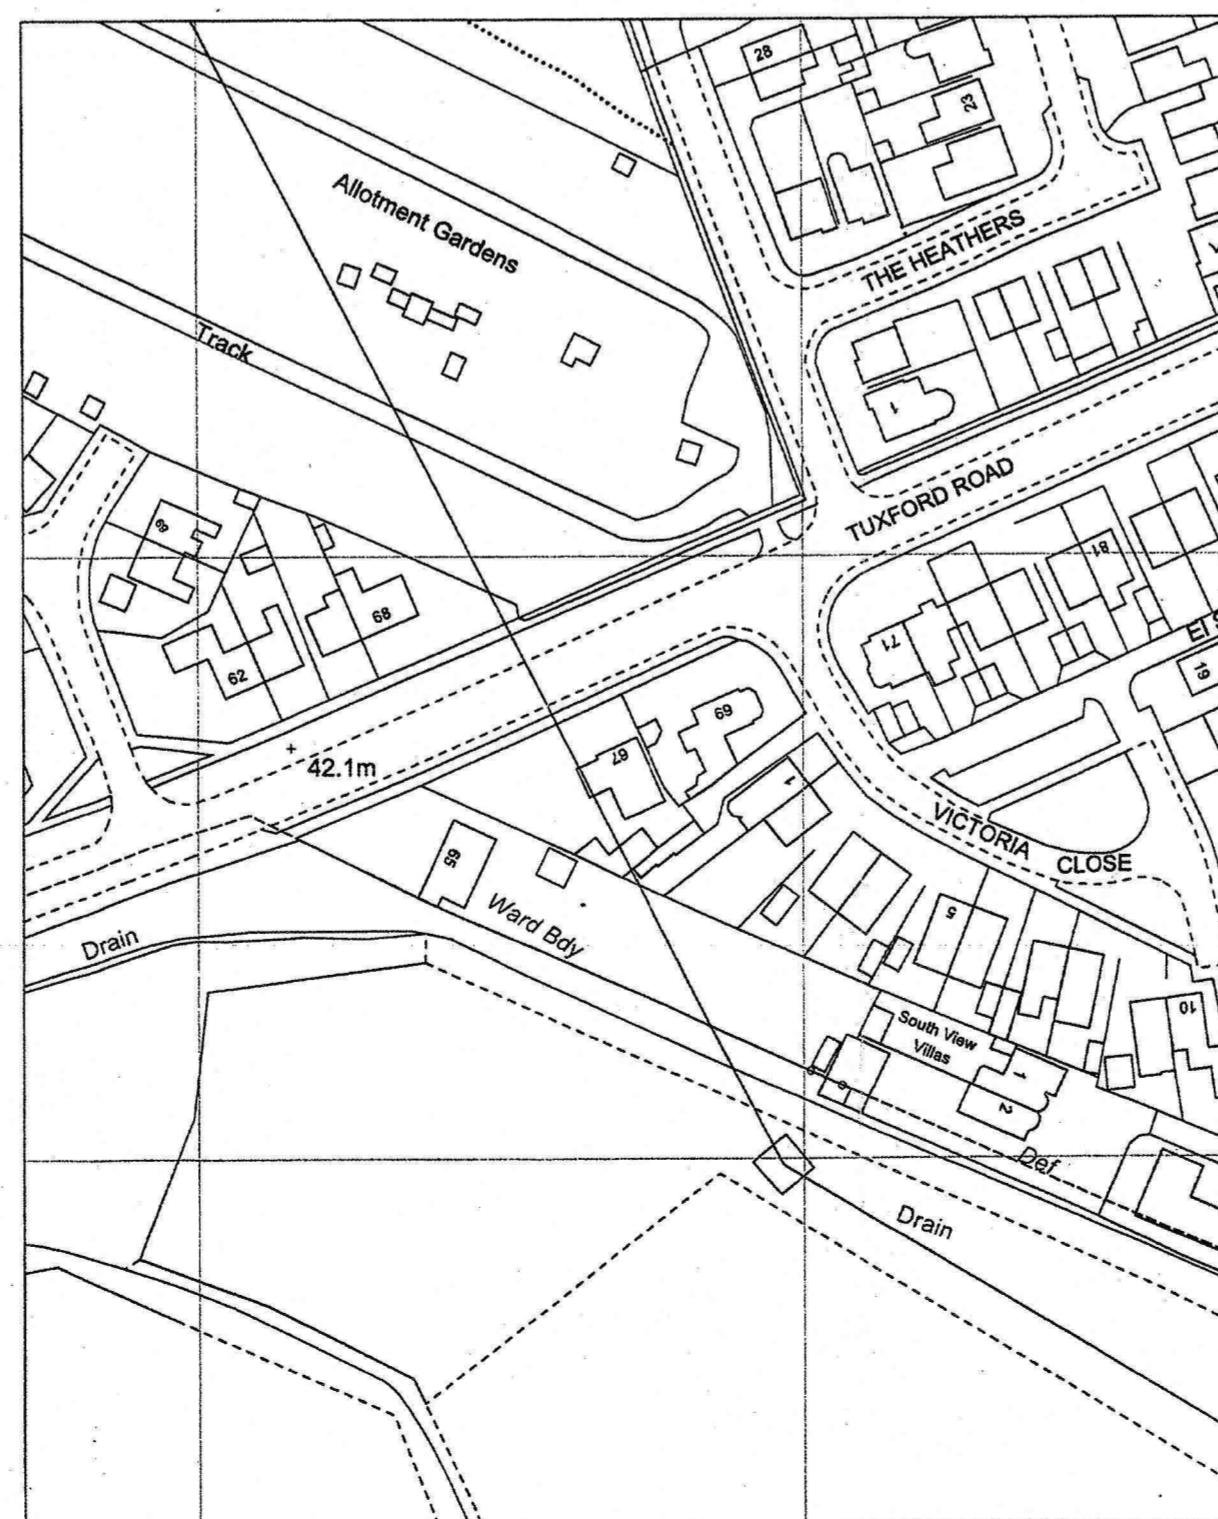 28
23
Allotment Gardens
THE HEATHERS
Track
1
TUXFORD ROAD
69
68
62
81
71
El S
19
69
67
42.1m
1
VICTORIA
CLOSE
65
Ward Bdy
5
Drain
10
South View
Villas
1
2
Def
Drain